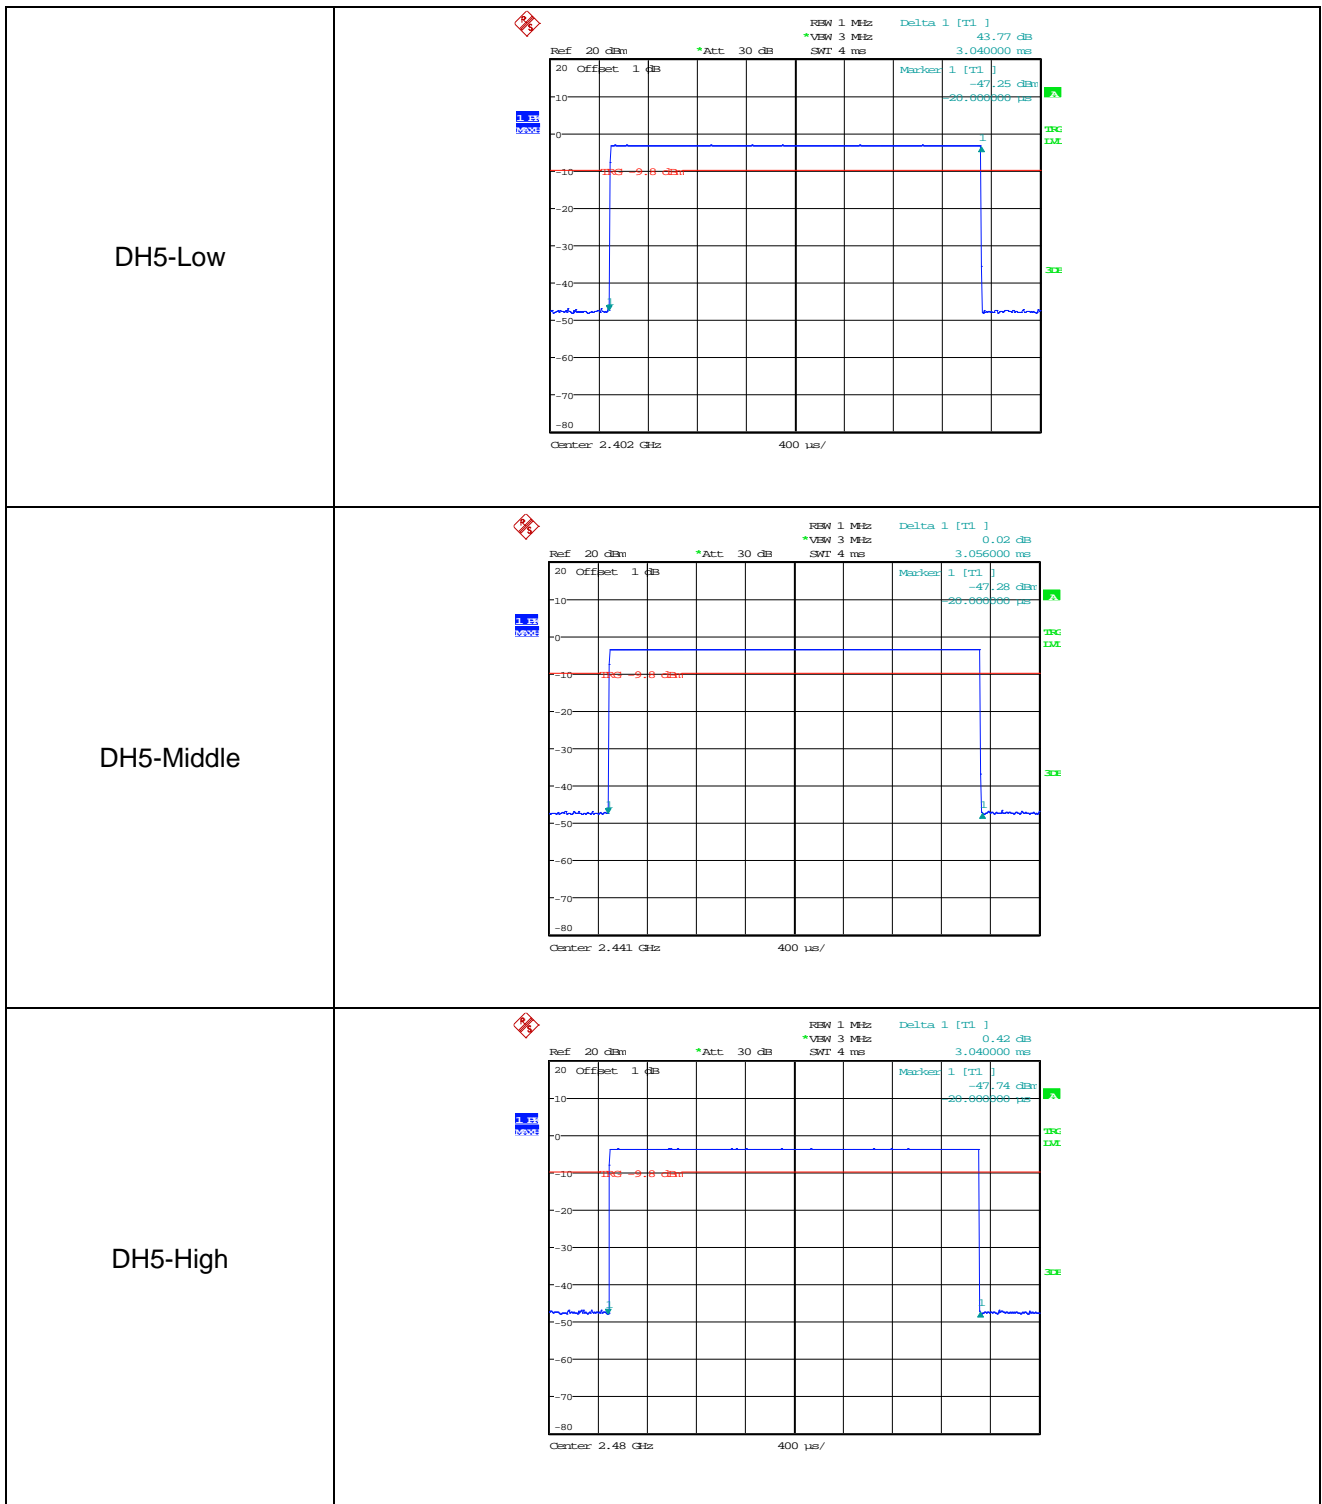 DH5-Low
RBW 1 MHz Delta 1 [T1 ]
*VBW 3 MHz 43.77 dB
Ref 20 dBm *Att 30 dB SWT 4 ms 3.040000 ms
20 Offset 1 dB Marker 1 [T1 ]
-47.25 dBm
-20.000000 µs
A
10
1 PK
MAXH
0
TRG
LVL
1
-10 TRG -9.8 dBm
-20
-30
3DB
-40
1
-50
-60
-70
-80
Center 2.402 GHz 400 µs/
DH5-Middle
RBW 1 MHz Delta 1 [T1 ]
*VBW 3 MHz 0.02 dB
Ref 20 dBm *Att 30 dB SWT 4 ms 3.056000 ms
20 Offset 1 dB Marker 1 [T1 ]
-47.28 dBm
-20.000000 µs
A
10
1 PK
MAXH
0
TRG
LVL
-10 TRG -9.8 dBm
-20
-30
3DB
-40
1 1
-50
-60
-70
-80
Center 2.441 GHz 400 µs/
DH5-High
RBW 1 MHz Delta 1 [T1 ]
*VBW 3 MHz 0.42 dB
Ref 20 dBm *Att 30 dB SWT 4 ms 3.040000 ms
20 Offset 1 dB Marker 1 [T1 ]
-47.74 dBm
-20.000000 µs
A
10
1 PK
MAXH
0
TRG
LVL
-10 TRG -9.8 dBm
-20
-30
3DB
-40
1 1
-50
-60
-70
-80
Center 2.48 GHz 400 µs/